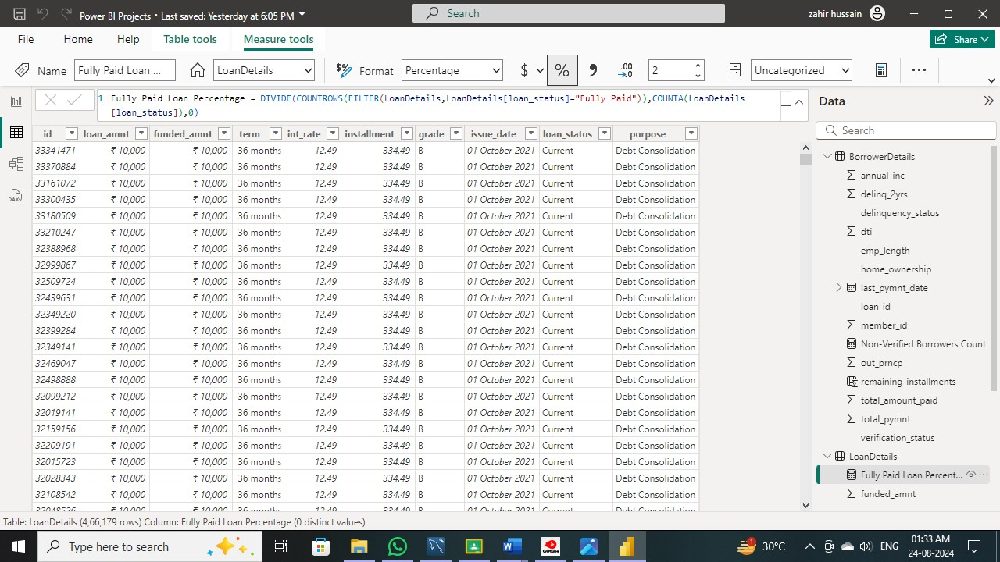 Power BI Projects • Last saved: Yesterday at 6:05 PM
Search
zahir hussain
File
Home
Help
Table tools
Measure tools
Share
Name
Fully Paid Loan ...
LoanDetails
Format
Percentage
$
%
,
.00
2
Uncategorized
1 Fully Paid Loan Percentage = DIVIDE(COUNTROWS(FILTER(LoanDetails,LoanDetails[loan_status]="Fully Paid")),COUNTA(LoanDetails
[loan_status]),0)
id loan_amnt funded_amnt term int_rate installment grade issue_date loan_status purpose
33341471 ₹ 10,000 ₹ 10,000 36 months 12.49 334.49 B 01 October 2021 Current Debt Consolidation
33370884 ₹ 10,000 ₹ 10,000 36 months 12.49 334.49 B 01 October 2021 Current Debt Consolidation
33161072 ₹ 10,000 ₹ 10,000 36 months 12.49 334.49 B 01 October 2021 Current Debt Consolidation
33300435 ₹ 10,000 ₹ 10,000 36 months 12.49 334.49 B 01 October 2021 Current Debt Consolidation
33180509 ₹ 10,000 ₹ 10,000 36 months 12.49 334.49 B 01 October 2021 Current Debt Consolidation
33210247 ₹ 10,000 ₹ 10,000 36 months 12.49 334.49 B 01 October 2021 Current Debt Consolidation
32388968 ₹ 10,000 ₹ 10,000 36 months 12.49 334.49 B 01 October 2021 Current Debt Consolidation
32999867 ₹ 10,000 ₹ 10,000 36 months 12.49 334.49 B 01 October 2021 Current Debt Consolidation
32509724 ₹ 10,000 ₹ 10,000 36 months 12.49 334.49 B 01 October 2021 Current Debt Consolidation
32439631 ₹ 10,000 ₹ 10,000 36 months 12.49 334.49 B 01 October 2021 Current Debt Consolidation
32349220 ₹ 10,000 ₹ 10,000 36 months 12.49 334.49 B 01 October 2021 Current Debt Consolidation
32399284 ₹ 10,000 ₹ 10,000 36 months 12.49 334.49 B 01 October 2021 Current Debt Consolidation
32349141 ₹ 10,000 ₹ 10,000 36 months 12.49 334.49 B 01 October 2021 Current Debt Consolidation
32469047 ₹ 10,000 ₹ 10,000 36 months 12.49 334.49 B 01 October 2021 Current Debt Consolidation
32498888 ₹ 10,000 ₹ 10,000 36 months 12.49 334.49 B 01 October 2021 Current Debt Consolidation
32099212 ₹ 10,000 ₹ 10,000 36 months 12.49 334.49 B 01 October 2021 Current Debt Consolidation
32019141 ₹ 10,000 ₹ 10,000 36 months 12.49 334.49 B 01 October 2021 Current Debt Consolidation
32159156 ₹ 10,000 ₹ 10,000 36 months 12.49 334.49 B 01 October 2021 Current Debt Consolidation
32209191 ₹ 10,000 ₹ 10,000 36 months 12.49 334.49 B 01 October 2021 Current Debt Consolidation
32015723 ₹ 10,000 ₹ 10,000 36 months 12.49 334.49 B 01 October 2021 Current Debt Consolidation
32028343 ₹ 10,000 ₹ 10,000 36 months 12.49 334.49 B 01 October 2021 Current Debt Consolidation
32108542 ₹ 10,000 ₹ 10,000 36 months 12.49 334.49 B 01 October 2021 Current Debt Consolidation
Data
Search
BorrowerDetails
annual_inc
delinq_2yrs
delinquency_status
dti
emp_length
home_ownership
last_pymnt_date
loan_id
member_id
Non-Verified Borrowers Count
out_prncp
remaining_installments
total_amount_paid
total_pymnt
verification_status
LoanDetails
Fully Paid Loan Percent...
funded_amnt
Table: LoanDetails (4,66,179 rows) Column: Fully Paid Loan Percentage (0 distinct values)
Type here to search
1
30°C
ENG
01:33 AM
24-08-2024